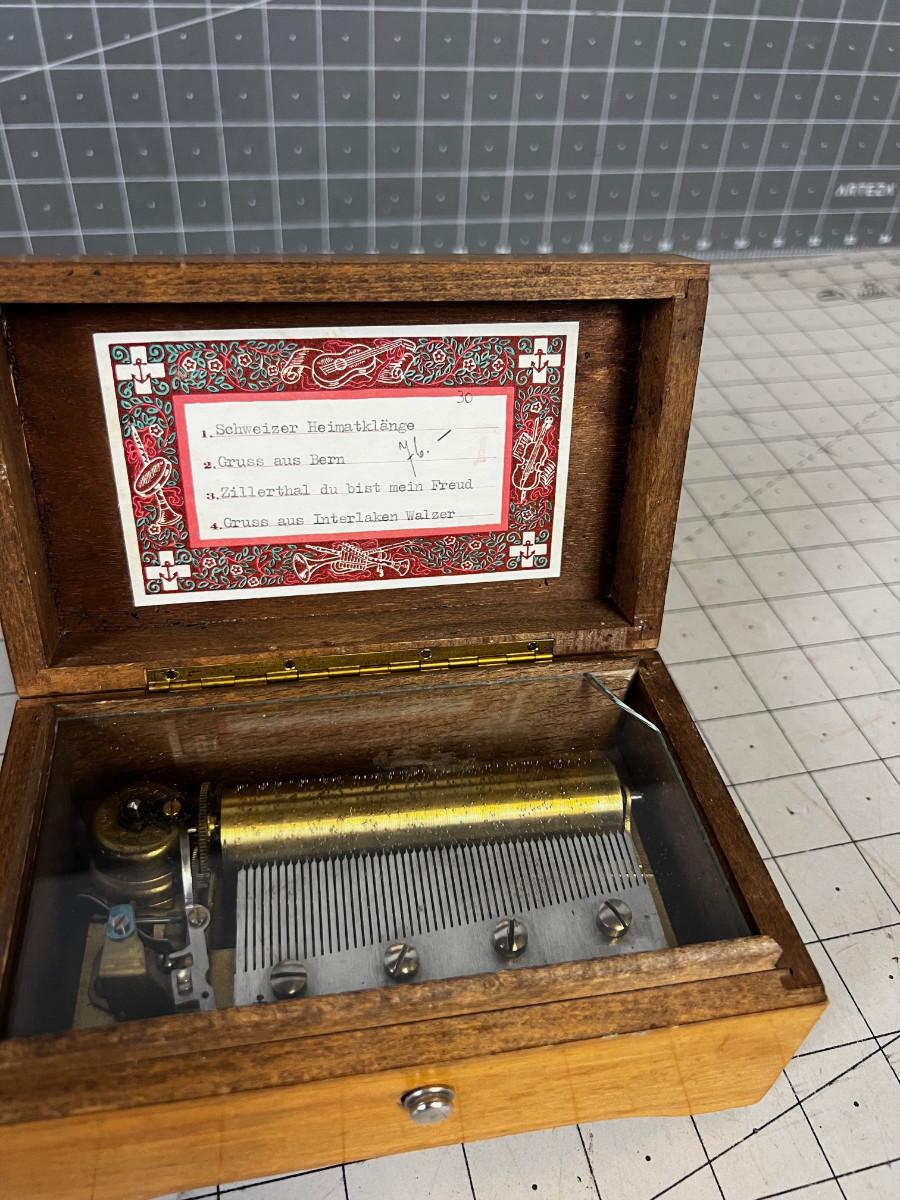 ARTEZA
30
1. Schweizer Heimatklänge
2. Gruss aus Bern
3. Zillerthal du bist mein Freud
4. Gruss aus Interlaken Walzer